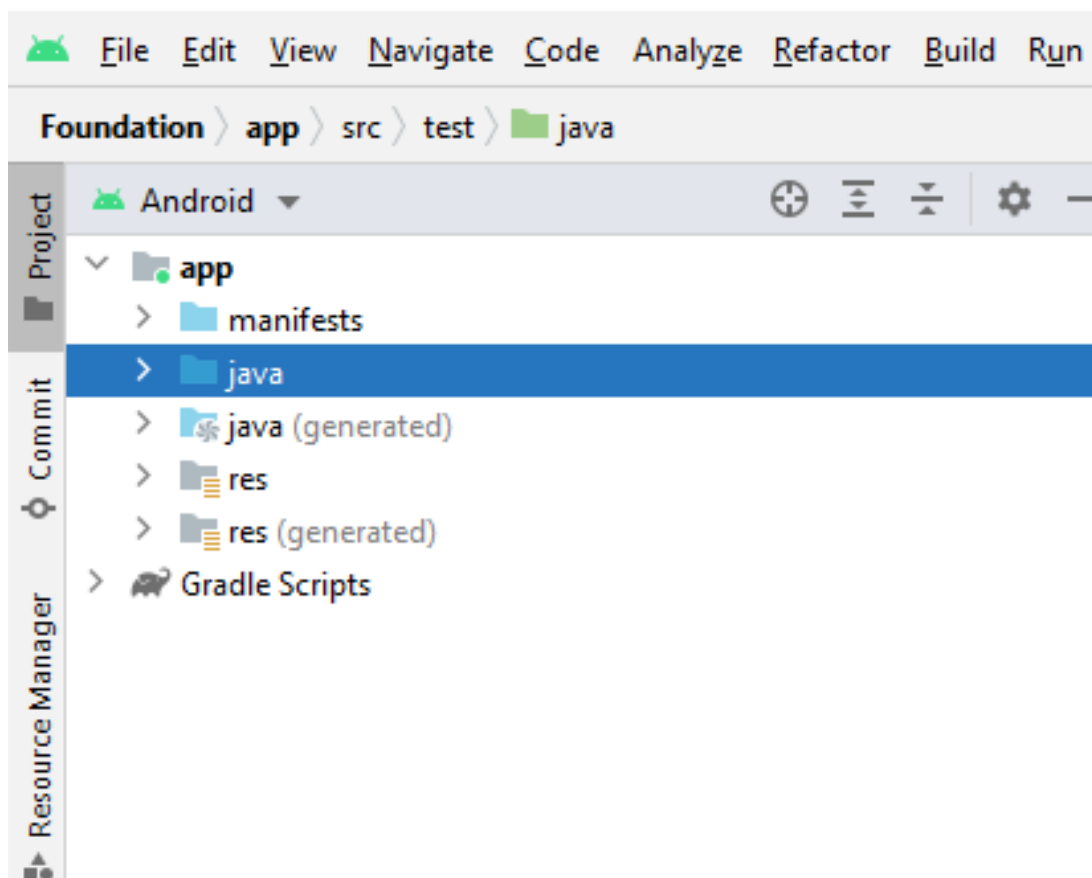 File Edit View Navigate Code Analyze Refactor Build Run
Foundation app src test java
Project
Commit
Resource Manager
Android
app
manifests
java
java (generated)
res
res (generated)
Gradle Scripts